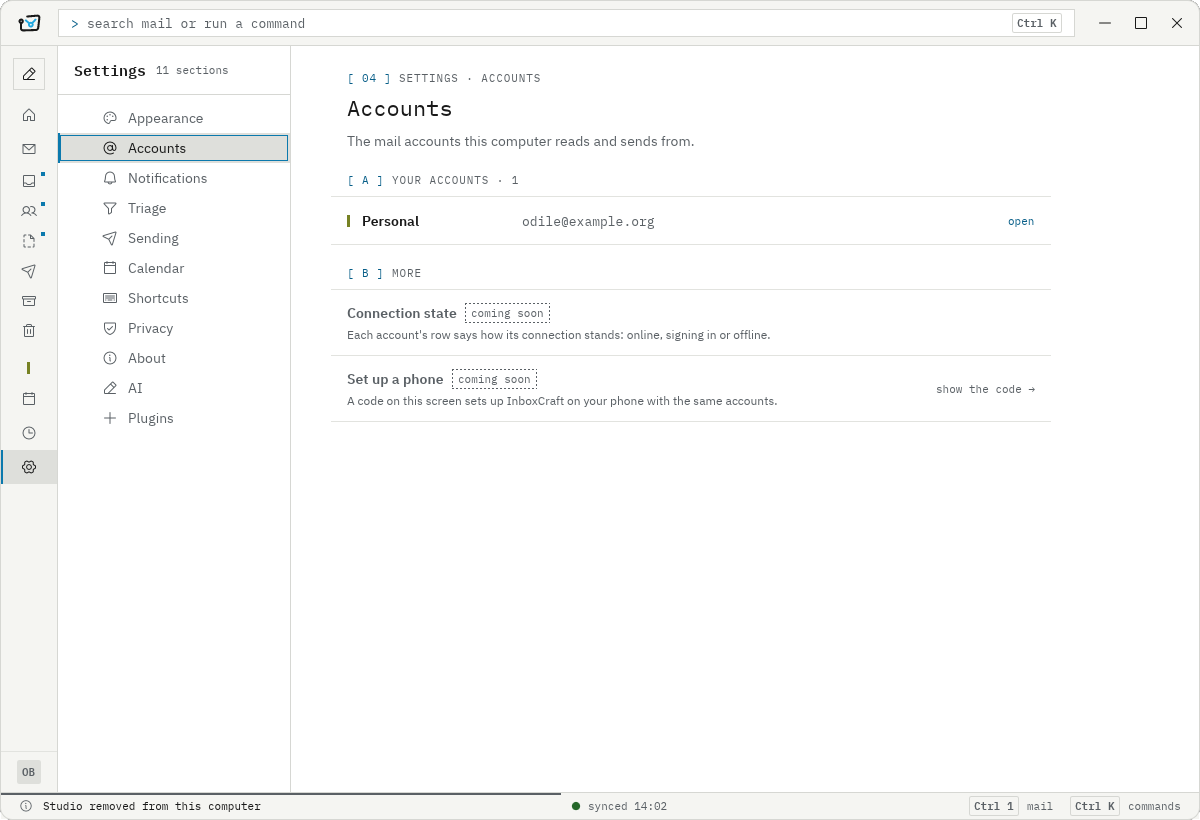 > search mail or run a command Ctrl K
Settings 11 sections
Appearance
Accounts
Notifications
Triage
Sending
Calendar
Shortcuts
Privacy
About
AI
Plugins
[ 04 ] SETTINGS · ACCOUNTS
Accounts
The mail accounts this computer reads and sends from.
[ A ] YOUR ACCOUNTS · 1
Personal odile@example.org open
[ B ] MORE
Connection state coming soon
Each account's row says how its connection stands: online, signing in or offline.
Set up a phone coming soon
A code on this screen sets up InboxCraft on your phone with the same accounts.
show the code →
OB
Studio removed from this computer synced 14:02 Ctrl 1 mail Ctrl K commands